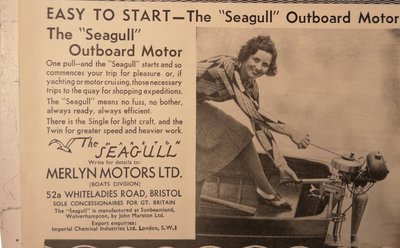 EASY TO START—The "Seagull" Outboard Motor
The "Seagull"
Outboard Motor
One pull—and the "Seagull" starts and so
commences your trip for pleasure or, if
yachting or motor cruising, those necessary
trips to the quay for shopping expeditions.
The "Seagull" means no fuss, no bother,
always ready, always efficient.
There is the Single for light craft, and the
Twin for greater speed and heavier work.
The "SEAGULL"
Write for details to:
MERLYN MOTORS LTD.
(BOATS DIVISION)
52a WHITELADIES ROAD, BRISTOL
SOLE CONCESSIONAIRES FOR GT. BRITAIN
The "Seagull" is manufactured at Sunbeamland,
Wolverhampton, by John Marston Ltd.
Export enquiries:
Imperial Chemical Industries Ltd. London, S.W.1